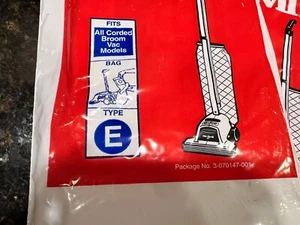 FITS
All Corded
Broom
Vac
Models
BAG
TYPE
E
Package No. 3-070147-001